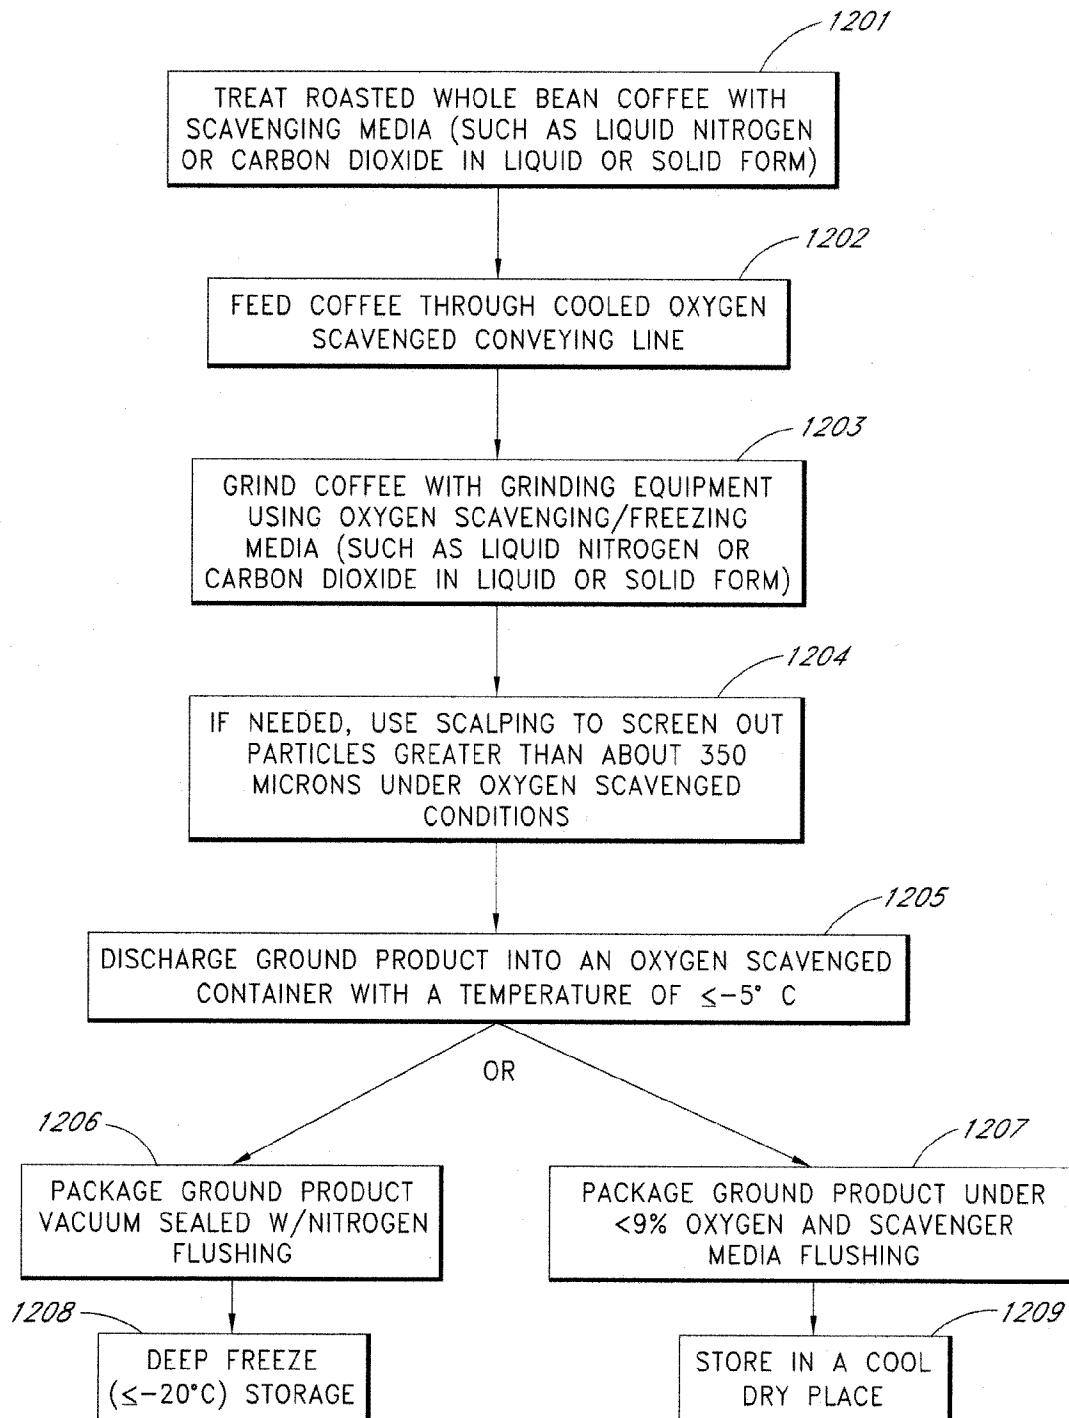 1201
TREAT ROASTED WHOLE BEAN COFFEE WITH
SCAVENGING MEDIA (SUCH AS LIQUID NITROGEN
OR CARBON DIOXIDE IN LIQUID OR SOLID FORM)
1202
FEED COFFEE THROUGH COOLED OXYGEN
SCAVENGED CONVEYING LINE
1203
GRIND COFFEE WITH GRINDING EQUIPMENT
USING OXYGEN SCAVENGING/FREEZING
MEDIA (SUCH AS LIQUID NITROGEN OR
CARBON DIOXIDE IN LIQUID OR SOLID FORM)
1204
IF NEEDED, USE SCALPING TO SCREEN OUT
PARTICLES GREATER THAN ABOUT 350
MICRONS UNDER OXYGEN SCAVENGED
CONDITIONS
1205
DISCHARGE GROUND PRODUCT INTO AN OXYGEN SCAVENGED
CONTAINER WITH A TEMPERATURE OF ≤-5° C
OR
1206
PACKAGE GROUND PRODUCT
VACUUM SEALED W/NITROGEN
FLUSHING
1207
PACKAGE GROUND PRODUCT UNDER
<9% OXYGEN AND SCAVENGER
MEDIA FLUSHING
1208
DEEP FREEZE
(≤-20°C) STORAGE
1209
STORE IN A COOL
DRY PLACE